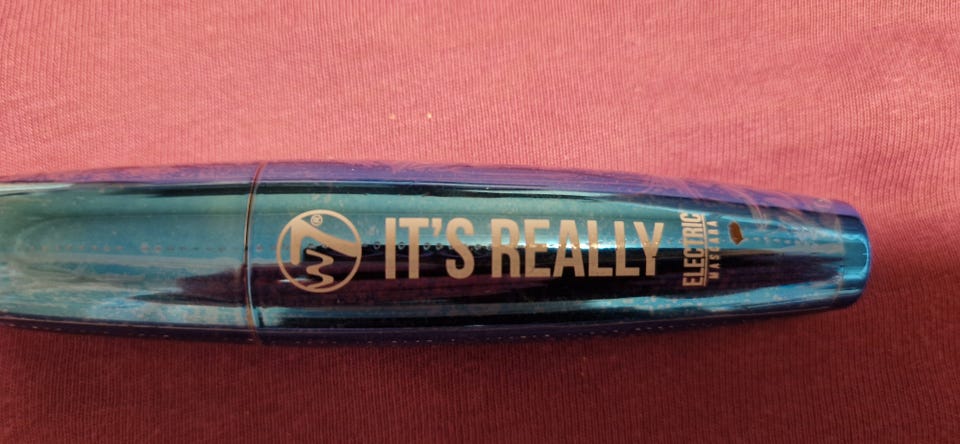 W7®
IT'S REALLY
ELECTRIC
MASCARA